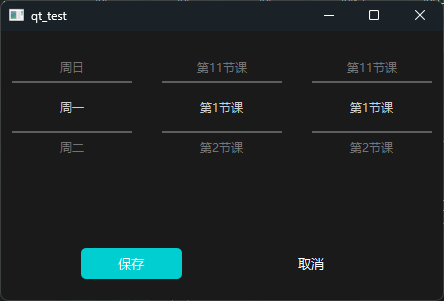 qt_test
周日 第11节课 第11节课
周一 第1节课 第1节课
周二 第2节课 第2节课
保存 取消